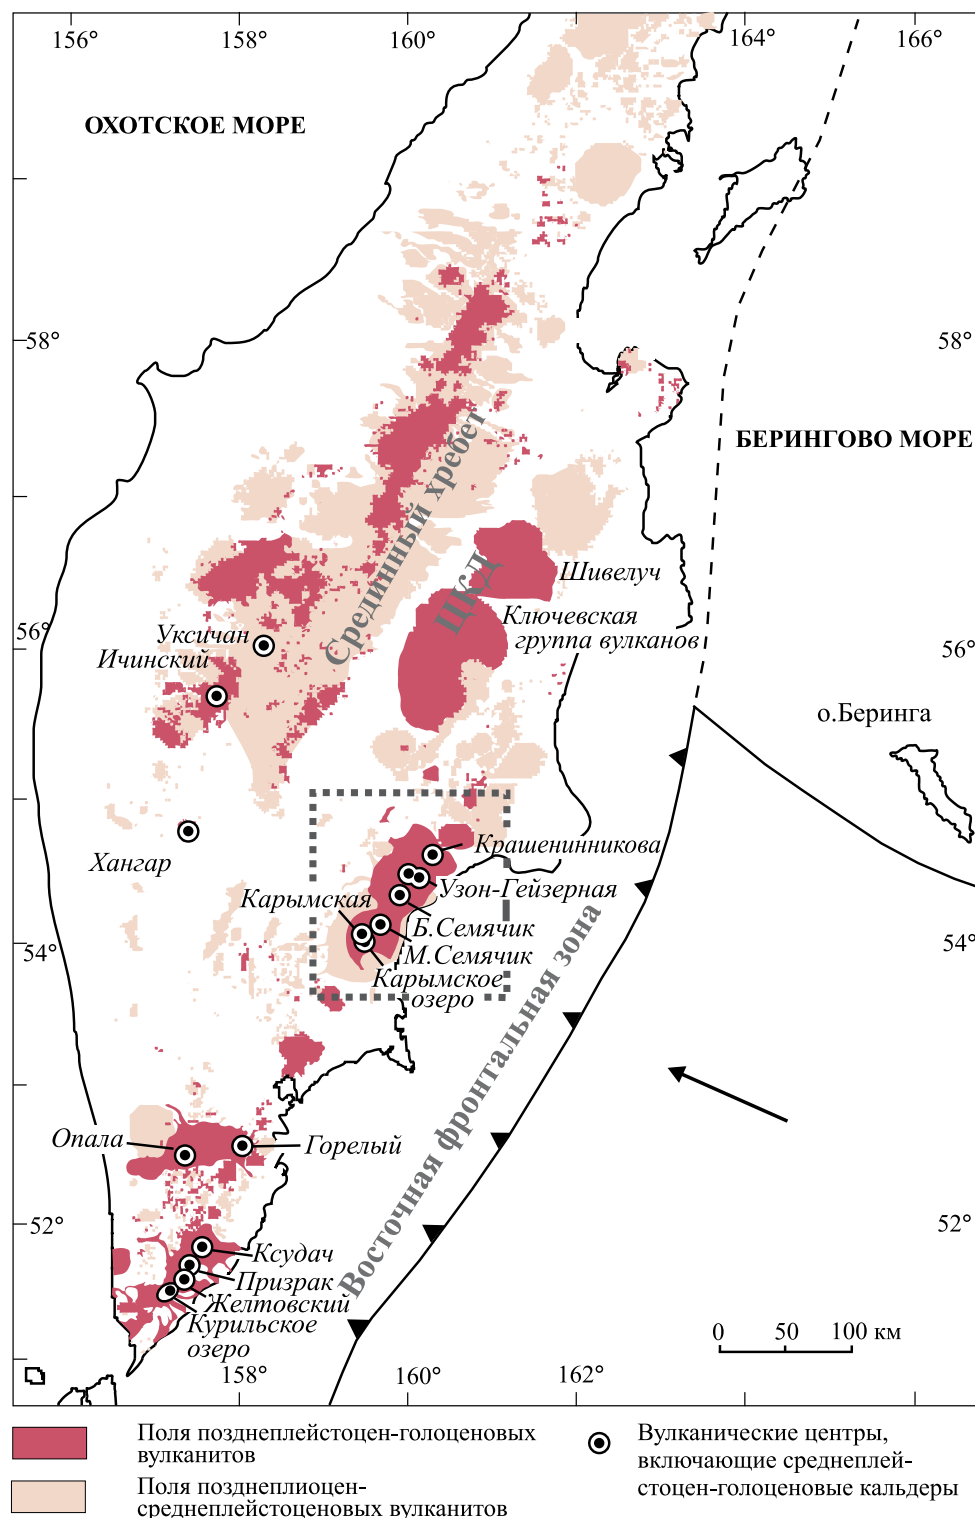 156°
158°
160°
164°
166°
ОХОТСКОЕ МОРЕ
58°
58°
БЕРИНГОВО МОРЕ
Срединный хребет
ЦКД
Шивелуч
Ключевская
группа вулканов
56°
56°
Уксичан
Ичинский
о.Беринга
Хангар
Крашенинникова
Узон-Гейзерная
Карымская
Б.Семячик
М.Семячик
Карымское
озеро
54°
54°
Восточная фронтальная зона
Опала
Горелый
52°
52°
Ксудач
Призрак
Желтовский
Курильское
озеро
0 50 100 км
158°
160°
162°
Поля позднеплейстоцен-голоценовых
вулканитов
Поля позднеплиоцен-
среднеплейстоценовых вулканитов
Вулканические центры,
включающие среднеплей-
стоцен-голоценовые кальдеры